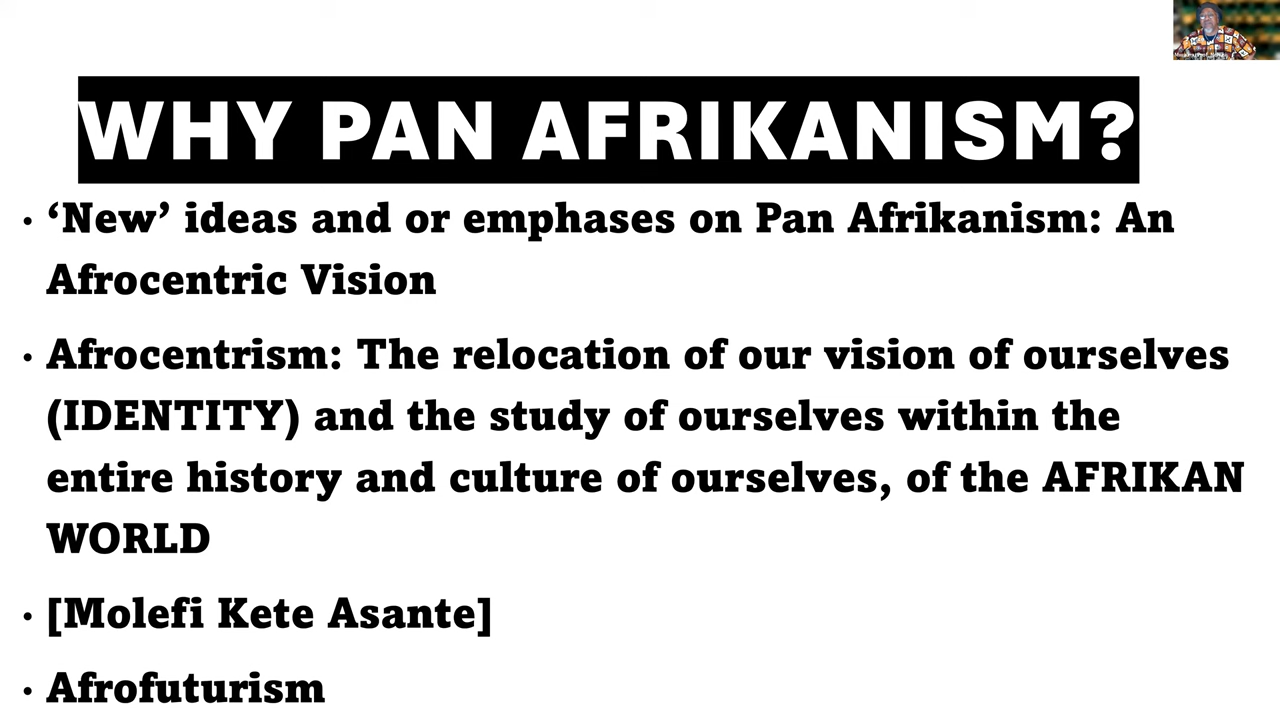 WHY PAN AFRIKANISM?
• ‘New’ ideas and or emphases on Pan Afrikanism: An
Afrocentric Vision
• Afrocentrism: The relocation of our vision of ourselves
(IDENTITY) and the study of ourselves within the
entire history and culture of ourselves, of the AFRIKAN
WORLD
• [Molefi Kete Asante]
• Afrofuturism